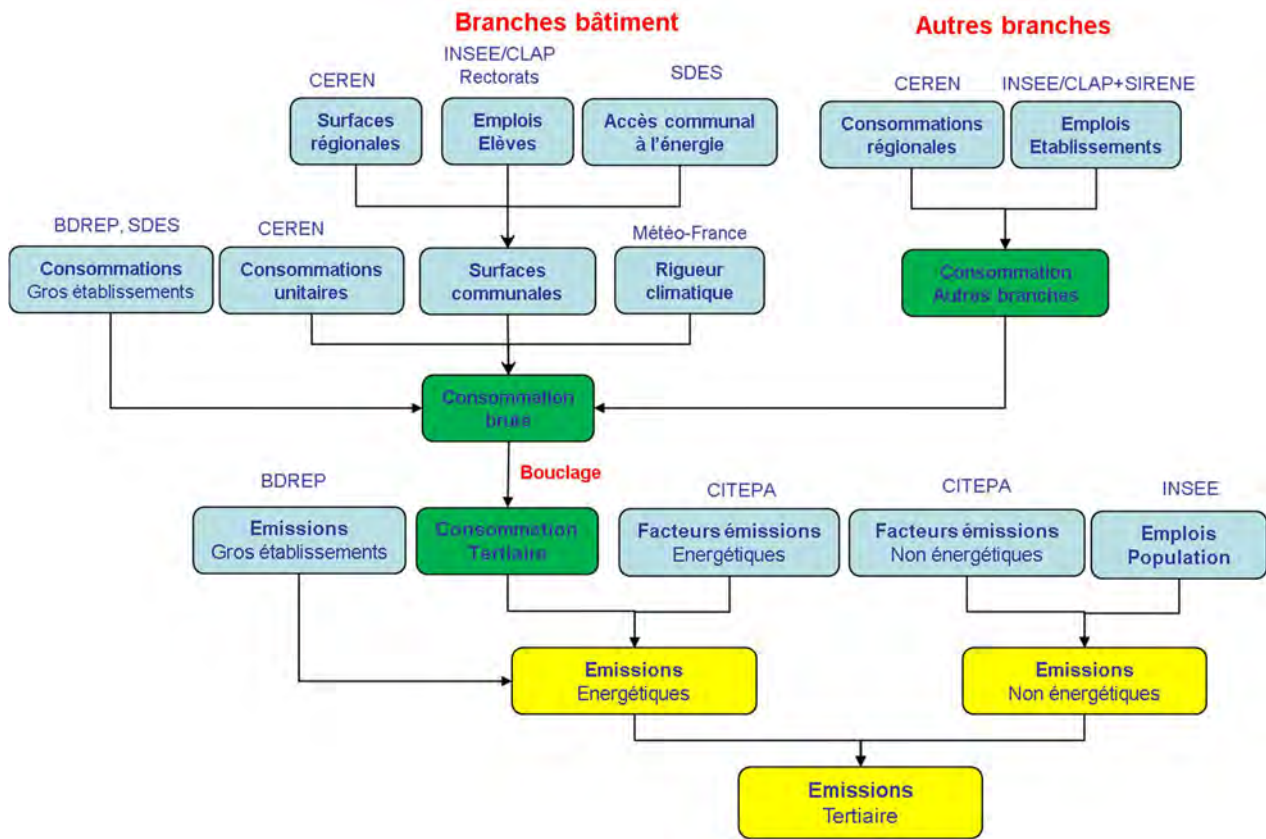 Branches bâtiment
Autres branches
CEREN
INSEE/CLAP
Rectorats
SDES
CEREN
INSEE/CLAP+SIRENE
Surfaces
régionales
Emplois
Elèves
Accès communal
à l'énergie
Consommations
régionales
Emplois
Etablissements
BDREP, SDES
CEREN
Météo-France
Consommations
Gros établissements
Consommations
unitaires
Surfaces
communales
Rigueur
climatique
Consommation
Autres branches
Consommation
brute
Bouclage
BDREP
CITEPA
CITEPA
INSEE
Emissions
Gros établissements
Consommation
Tertiaire
Facteurs émissions
Energétiques
Facteurs émissions
Non énergétiques
Emplois
Population
Emissions
Energétiques
Emissions
Non énergétiques
Emissions
Tertiaire